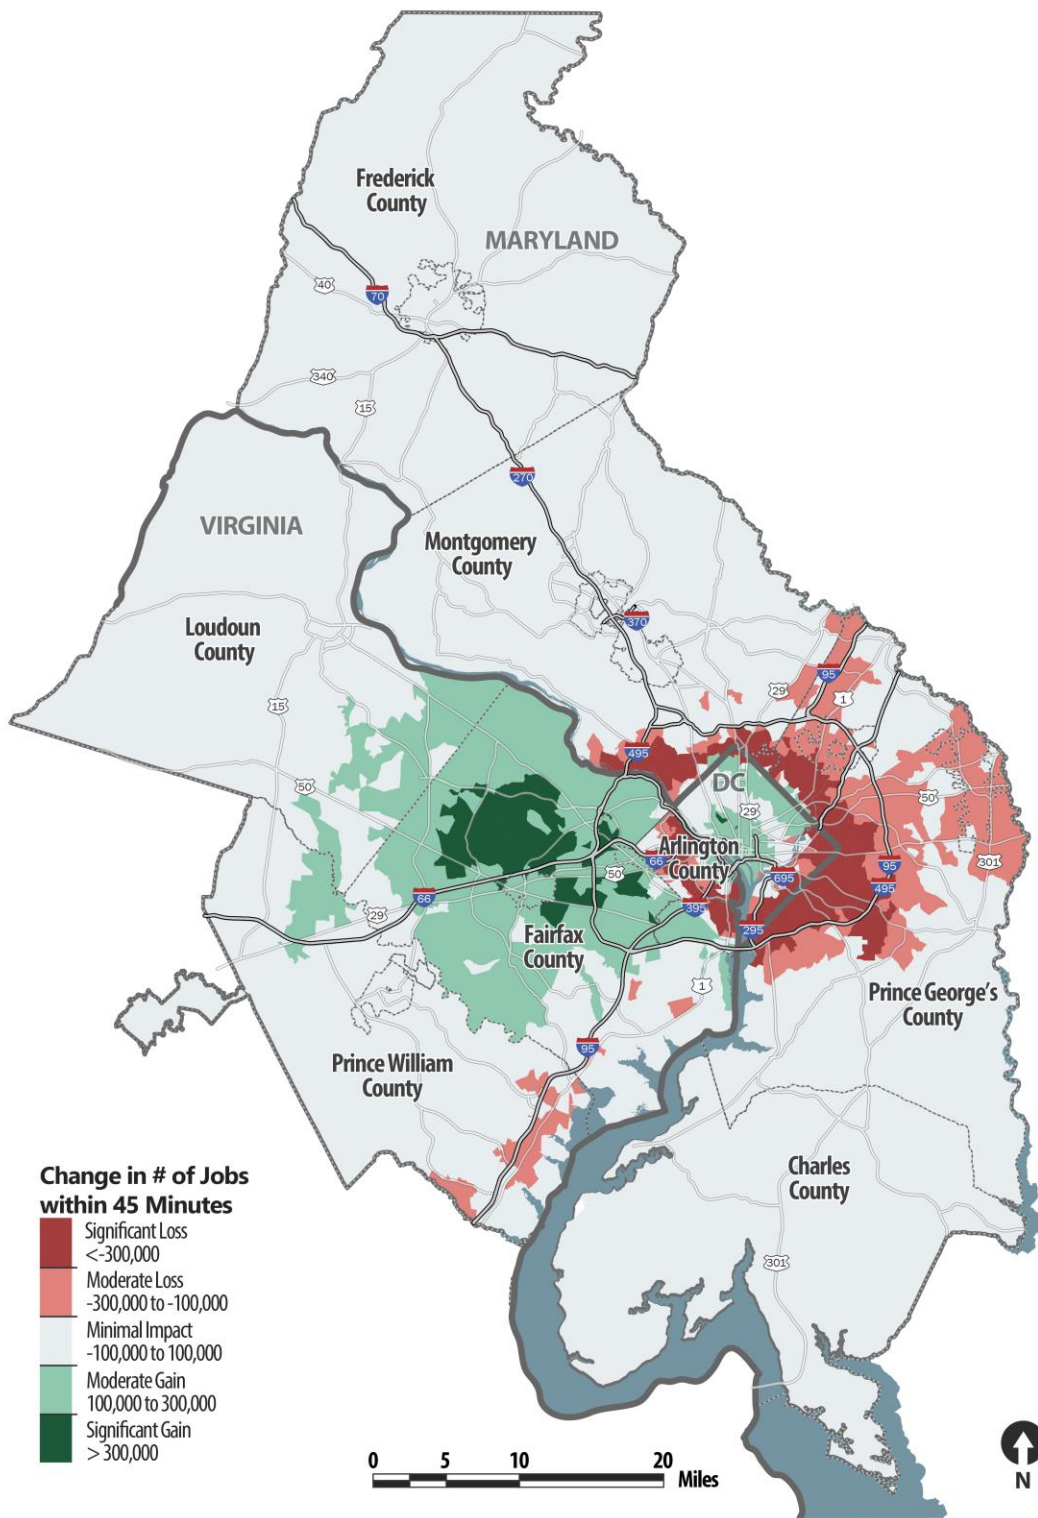 Frederick
County
MARYLAND
40
70
340
15
270
VIRGINIA
Montgomery
County
Loudoun
County
370
95
29
1
15
495
50
DC
50
29
Arlington
County
66
50
301
95
695
495
66
395
29
295
Fairfax
County
1
Prince George's
County
95
Prince William
County
Charles
County
301
Change in # of Jobs
within 45 Minutes
Significant Loss
<-300,000
Moderate Loss
-300,000 to -100,000
Minimal Impact
-100,000 to 100,000
Moderate Gain
100,000 to 300,000
Significant Gain
> 300,000
0 5 10 20
Miles
N